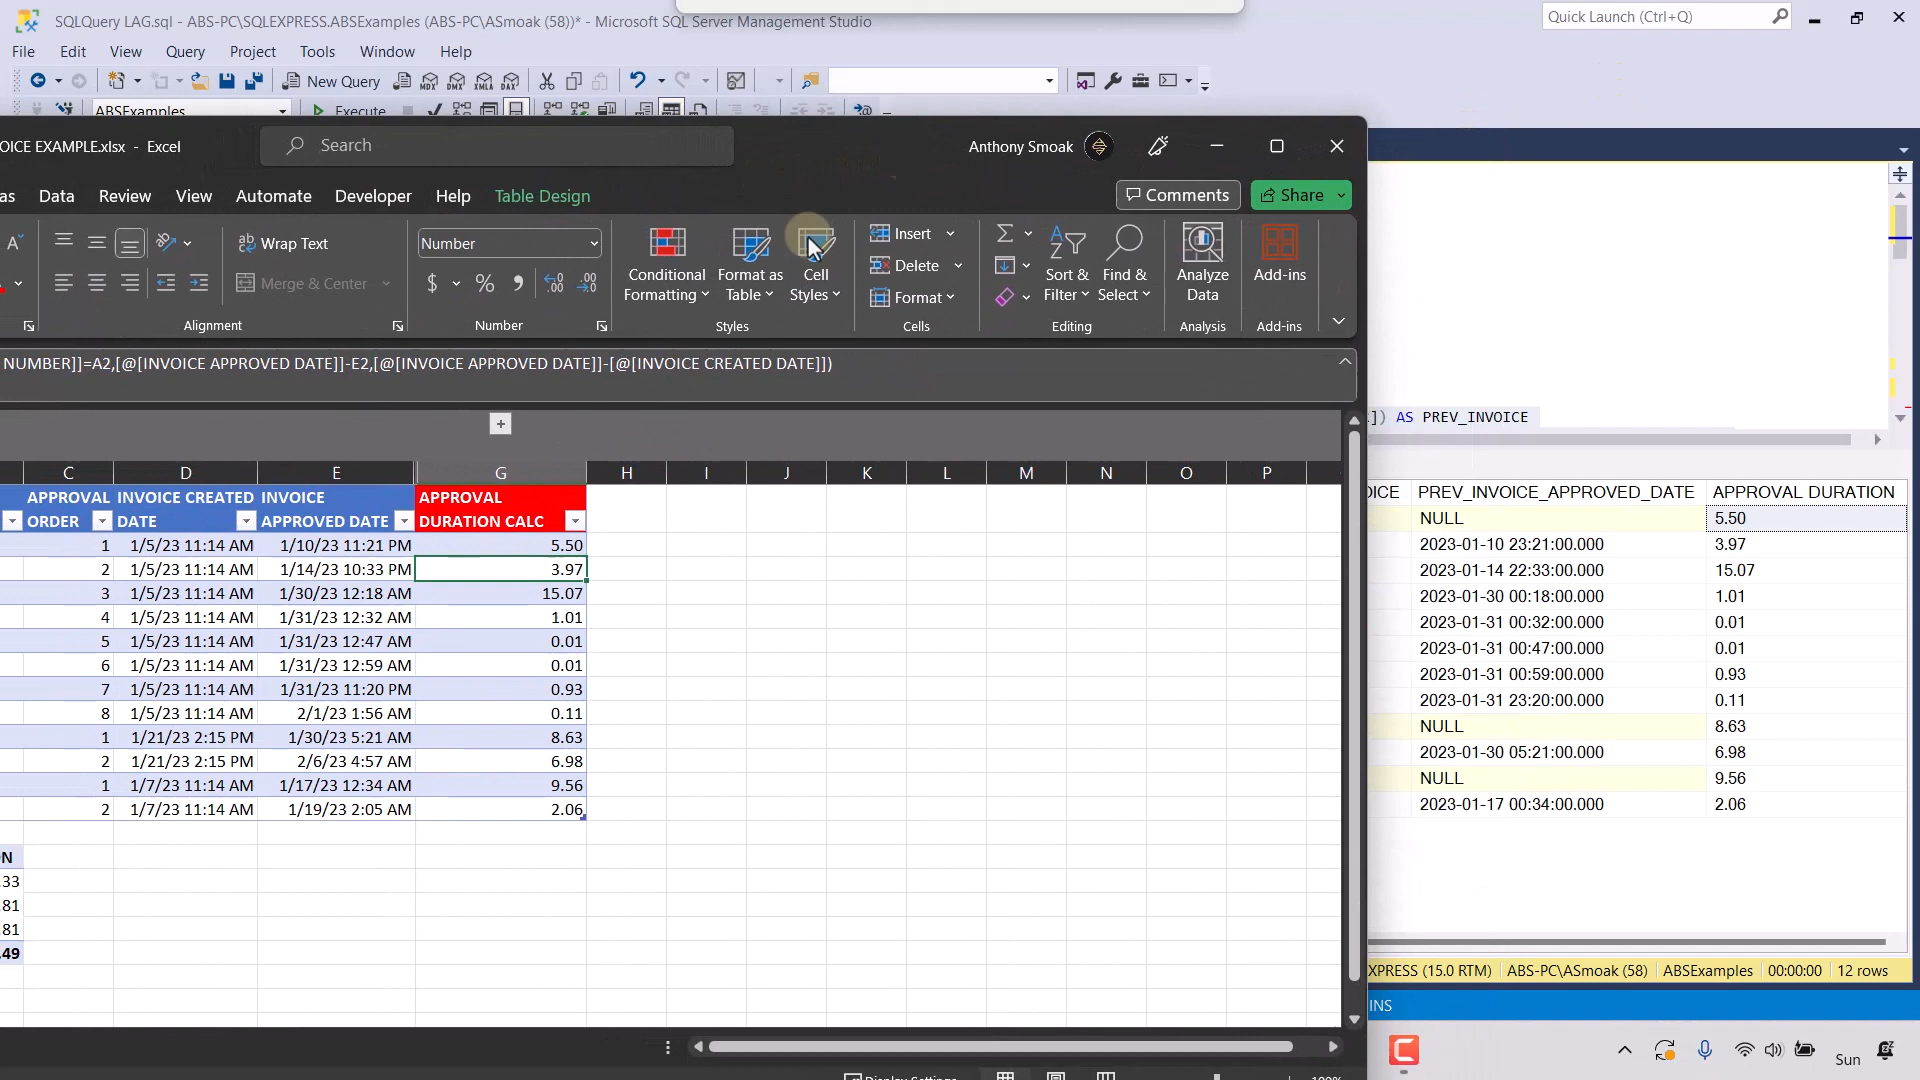 SQLQuery LAG.sql - ABS-PC\SQLEXPRESS.ABSExamples (ABS-PC\ASmoak (58))* - Microsoft SQL Server Management Studio
Quick Launch (Ctrl+Q)
File Edit View Query Project Tools Window Help
New Query
ABSExamples Execute
OICE EXAMPLE.xlsx - Excel
Search
Anthony Smoak
as Data Review View Automate Developer Help Table Design
Comments Share
Wrap Text
Merge & Center
Alignment
Number
$ % 9
Number
Conditional Formatting
Format as Table
Cell Styles
Styles
Insert
Delete
Format
Cells
Sort & Filter
Find & Select
Editing
Analyze Data
Analysis
Add-ins
Add-ins
NUMBER]]=A2,[@[INVOICE APPROVED DATE]]-E2,[@[INVOICE APPROVED DATE]]-[@[INVOICE CREATED DATE]])
C D E G H I J K L M N O P
APPROVAL INVOICE CREATED INVOICE APPROVAL
ORDER DATE APPROVED DATE DURATION CALC
1 1/5/23 11:14 AM 1/10/23 11:21 PM 5.50
2 1/5/23 11:14 AM 1/14/23 10:33 PM 3.97
3 1/5/23 11:14 AM 1/30/23 12:18 AM 15.07
4 1/5/23 11:14 AM 1/31/23 12:32 AM 1.01
5 1/5/23 11:14 AM 1/31/23 12:47 AM 0.01
6 1/5/23 11:14 AM 1/31/23 12:59 AM 0.01
7 1/5/23 11:14 AM 1/31/23 11:20 PM 0.93
8 1/5/23 11:14 AM 2/1/23 1:56 AM 0.11
1 1/21/23 2:15 PM 1/30/23 5:21 AM 8.63
2 1/21/23 2:15 PM 2/6/23 4:57 AM 6.98
1 1/7/23 11:14 AM 1/17/23 12:34 AM 9.56
2 1/7/23 11:14 AM 1/19/23 2:05 AM 2.06
N
.33
.81
.81
.49
]) AS PREV_INVOICE
OICE PREV_INVOICE_APPROVED_DATE APPROVAL DURATION
NULL 5.50
2023-01-10 23:21:00.000 3.97
2023-01-14 22:33:00.000 15.07
2023-01-30 00:18:00.000 1.01
2023-01-31 00:32:00.000 0.01
2023-01-31 00:47:00.000 0.01
2023-01-31 00:59:00.000 0.93
2023-01-31 23:20:00.000 0.11
NULL 8.63
2023-01-30 05:21:00.000 6.98
NULL 9.56
2023-01-17 00:34:00.000 2.06
XPRESS (15.0 RTM) ABS-PC\ASmoak (58) ABSExamples 00:00:00 12 rows
INS
Sun